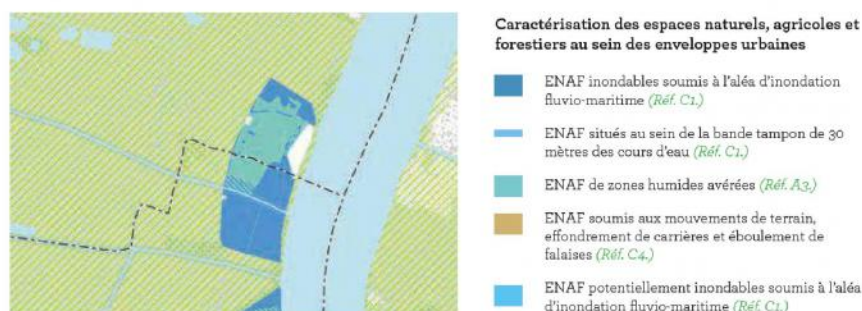 Caractérisation des espaces naturels, agricoles et
forestiers au sein des enveloppes urbaines
ENAF inondables soumis à l'aléa d'inondation
fluvio-maritime (Réf. C1.)
ENAF situés au sein de la bande tampon de 30
mètres des cours d'eau (Réf. C1.)
ENAF de zones humides avérées (Réf. A3.)
ENAF soumis aux mouvements de terrain,
effondrement de carrières et éboulement de
falaises (Réf. C4.)
ENAF potentiellement inondables soumis à l'aléa
d'inondation fluvio-maritime (Réf. C1.)